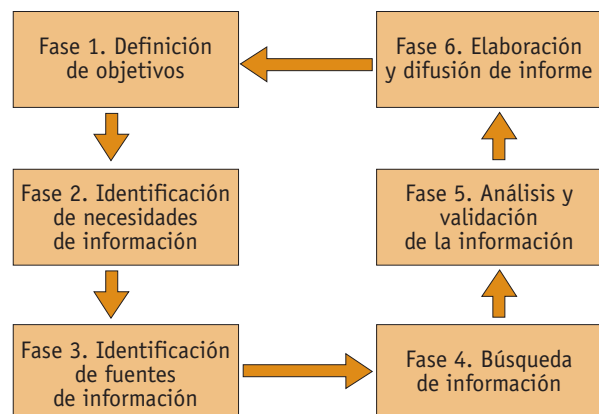 Fase 1. Definición
de objetivos
Fase 2. Identificación
de necesidades
de información
Fase 3. Identificación
de fuentes
de información
Fase 4. Búsqueda
de información
Fase 5. Análisis y
validación
de la información
Fase 6. Elaboración
y difusión de informe